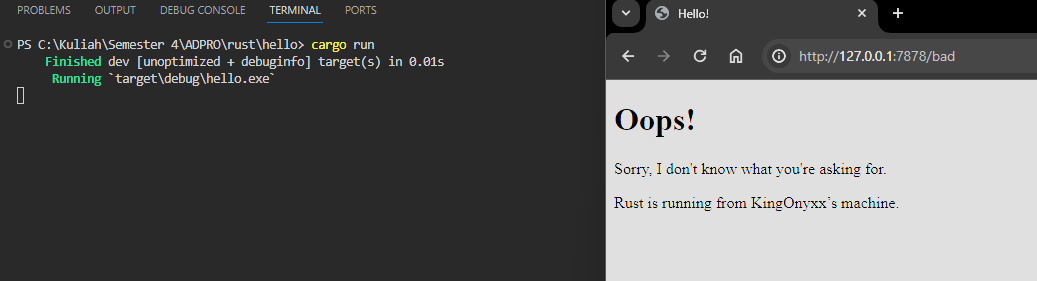 PROBLEMS OUTPUT DEBUG CONSOLE TERMINAL PORTS
PS C:\Kuliah\Semester 4\ADPRO\rust\hello> cargo run
Finished dev [unoptimized + debuginfo] target(s) in 0.01s
Running `target\debug\hello.exe`
Hello!
http://127.0.0.1:7878/bad
Oops!
Sorry, I don't know what you're asking for.
Rust is running from KingOnyxx’s machine.